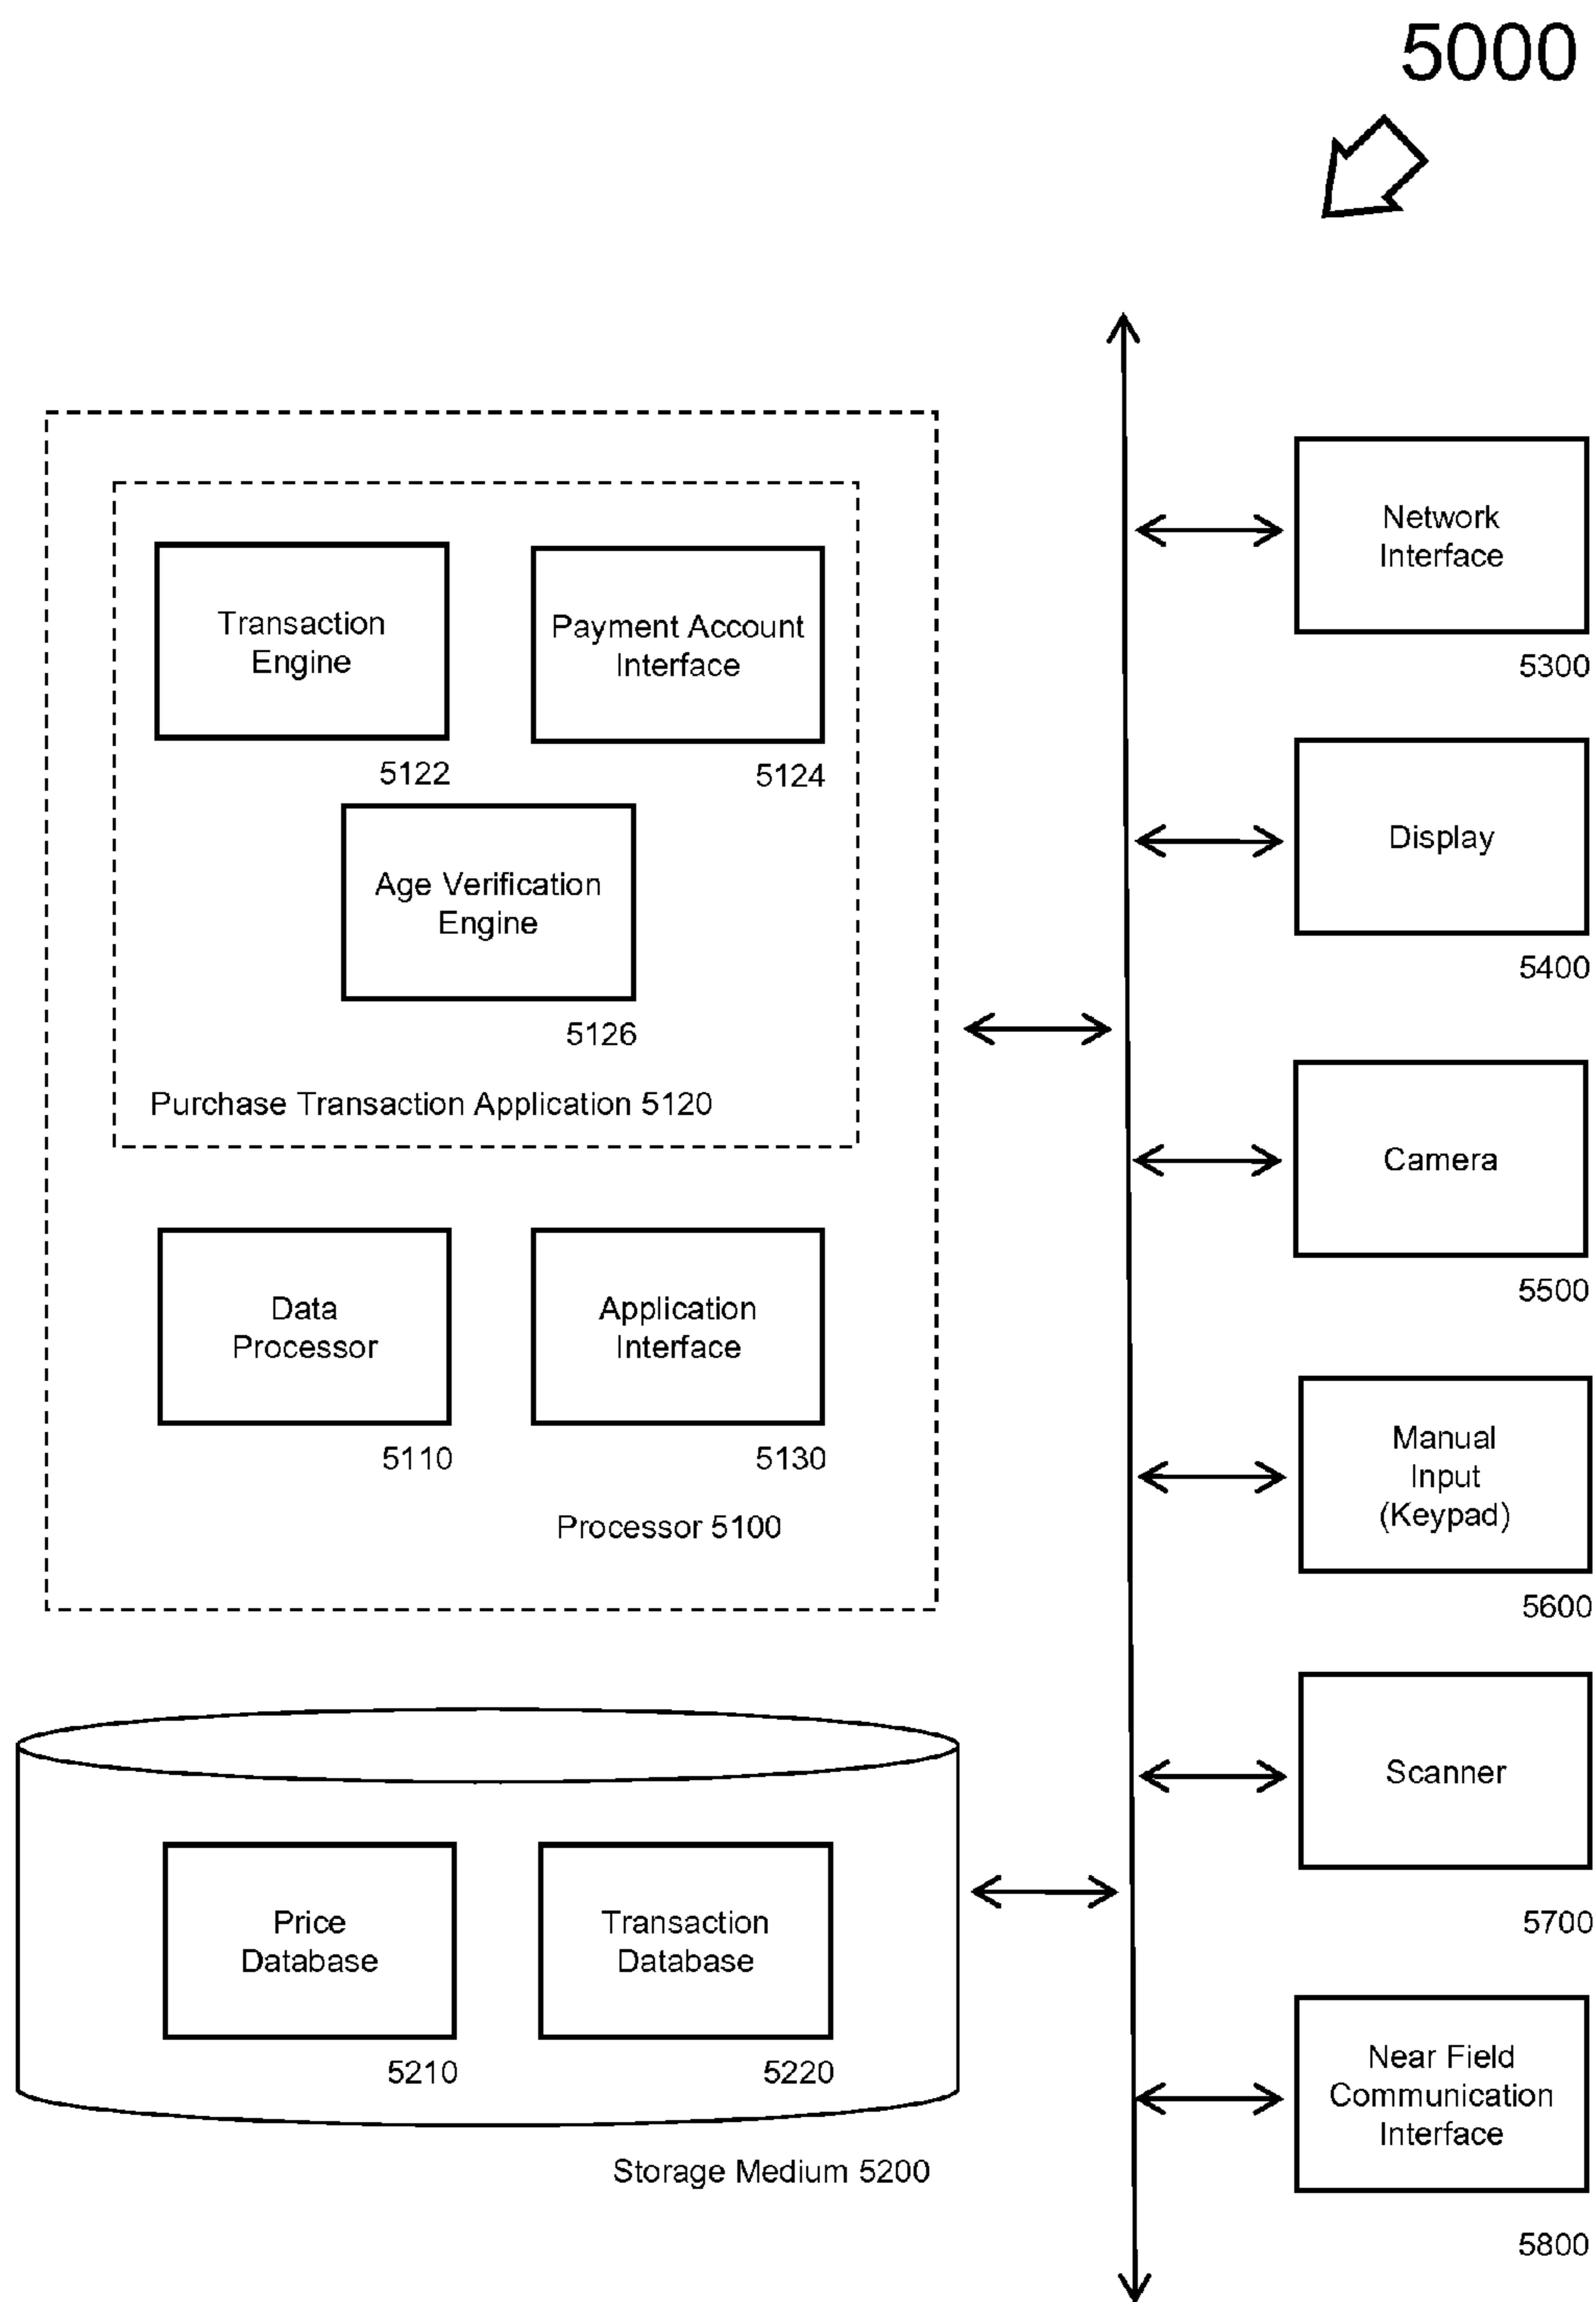 5000
Transaction
Engine
5122
Payment Account
Interface
5124
Age Verification
Engine
5126
Purchase Transaction Application 5120
Data
Processor
5110
Application
Interface
5130
Processor 5100
Price
Database
5210
Transaction
Database
5220
Storage Medium 5200
Network
Interface
5300
Display
5400
Camera
5500
Manual
Input
(Keypad)
5600
Scanner
5700
Near Field
Communication
Interface
5800